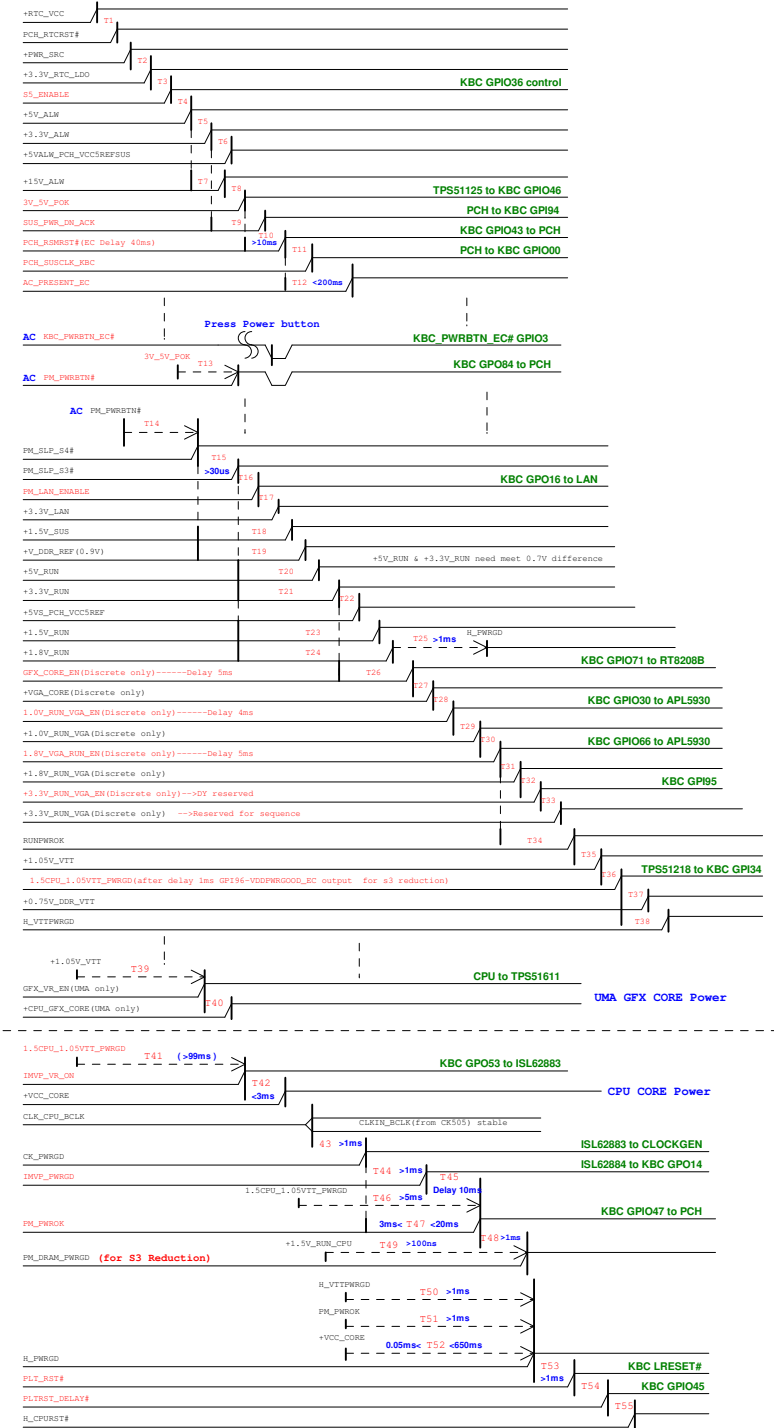 +RTC_VCC
T1
PCH_RTCRST#
+PWR_SRC
T2
+3.3V_RTC_LDO
T3
KBC GPIO36 control
S5_ENABLE
T4
+5V_ALW
T5
+3.3V_ALW
T6
+5VALW_PCH_VCC5REFSUS
+15V_ALW
T7
T8
TPS51125 to KBC GPIO46
3V_5V_POK
PCH to KBC GPI94
SUS_PWR_DN_ACK
T9
T10
KBC GPIO43 to PCH
PCH_RSMRST#(EC Delay 40ms)
>10ms
T11
PCH to KBC GPIO00
PCH_SUSCLK_KBC
AC_PRESENT_EC
T12 <200ms
Press Power button
AC KBC_PWRBTN_EC#
KBC_PWRBTN_EC# GPIO3
3V_5V_POK
T13
KBC GPO84 to PCH
AC PM_PWRBTN#
AC PM_PWRBTN#
T14
PM_SLP_S4#
T15
PM_SLP_S3#
>30us
T16
KBC GPO16 to LAN
PM_LAN_ENABLE
T17
+3.3V_LAN
+1.5V_SUS
T18
+V_DDR_REF(0.9V)
T19
+5V_RUN & +3.3V_RUN need meet 0.7V difference
+5V_RUN
T20
+3.3V_RUN
T21
T22
+5VS_PCH_VCC5REF
+1.5V_RUN
T23
T25 >1ms
H_PWRGD
+1.8V_RUN
T24
KBC GPIO71 to RT8208B
GFX_CORE_EN(Discrete only)------Delay 5ms
T26
T27
+VGA_CORE(Discrete only)
T28
KBC GPIO30 to APL5930
1.0V_RUN_VGA_EN(Discrete only)------Delay 4ms
T29
+1.0V_RUN_VGA(Discrete only)
T30
KBC GPIO66 to APL5930
1.8V_VGA_RUN_EN(Discrete only)------Delay 5ms
T31
+1.8V_RUN_VGA(Discrete only)
T32
KBC GPI95
+3.3V_RUN_VGA_EN(Discrete only)-->DY reserved
T33
+3.3V_RUN_VGA(Discrete only) -->Reserved for sequence
RUNPWROK
T34
+1.05V_VTT
T35
TPS51218 to KBC GPI34
T36
1.5CPU_1.05VTT_PWRGD(after delay 1ms GPI96-VDDPWRGOOD_EC output for s3 reduction)
T37
+0.75V_DDR_VTT
H_VTTPWRGD
T38
+1.05V_VTT
T39
CPU to TPS51611
GFX_VR_EN(UMA only)
UMA GFX CORE Power
+CPU_GFX_CORE(UMA only)
T40
1.5CPU_1.05VTT_PWRGD
T41 (>99ms)
KBC GPO53 to ISL62883
IMVP_VR_ON
T42
+VCC_CORE
<3ms
CPU CORE Power
CLK_CPU_BCLK
CLKIN_BCLK(from CK505) stable
43 >1ms
ISL62883 to CLOCKGEN
CK_PWRGD
T44 >1ms
ISL62884 to KBC GPO14
IMVP_PWRGD
T45
1.5CPU_1.05VTT_PWRGD
Delay 10ms
T46 >5ms
KBC GPIO47 to PCH
PM_PWROK
3ms< T47 <20ms
T48 >1ms
+1.5V_RUN_CPU
T49 >100ns
PM_DRAM_PWRGD (for S3 Reduction)
H_VTTPWRGD
T50 >1ms
PM_PWROK
T51 >1ms
+VCC_CORE
0.05ms< T52 <650ms
H_PWRGD
T53
KBC LRESET#
PLT_RST#
>1ms
T54
KBC GPIO45
PLTRST_DELAY#
T55
H_CPURST#